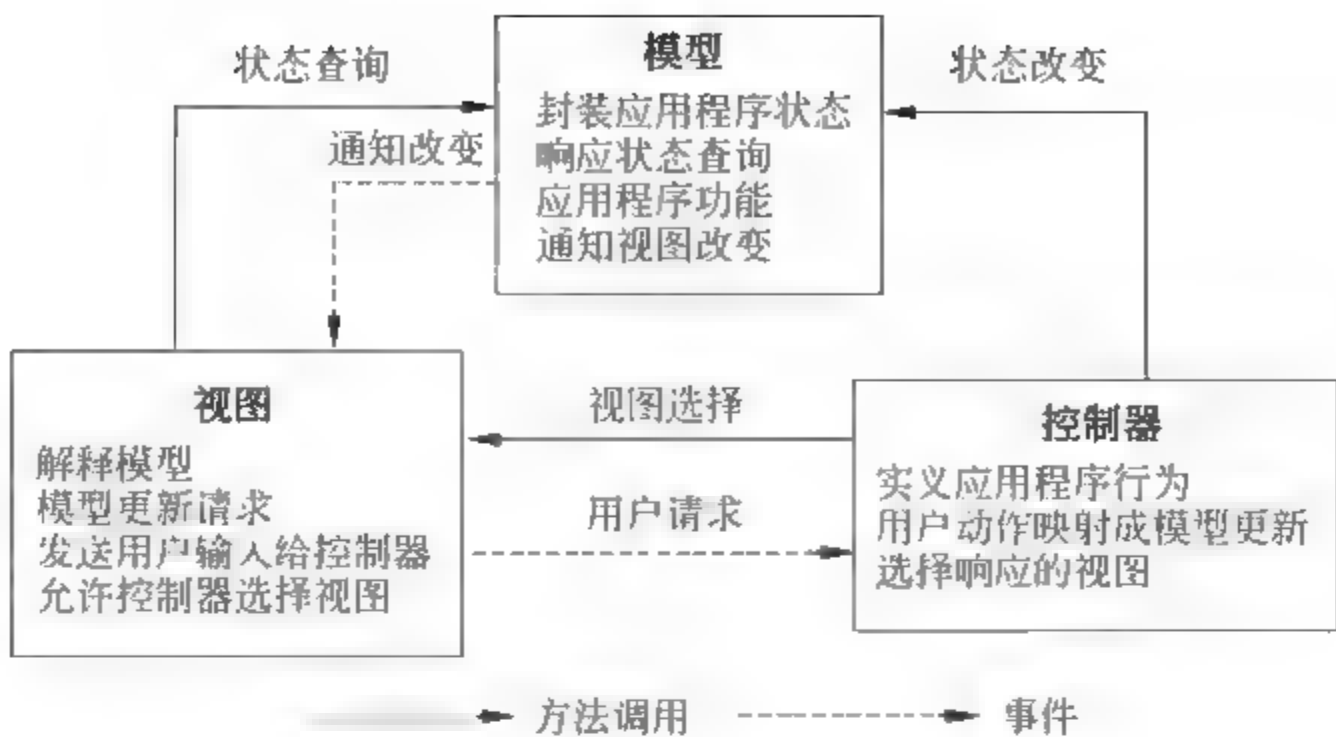 模型
状态查询
状态改变
封装应用程序状态
通知改变
响应状态查询
应用程序功能
通知视图改变
视图
解释模型
模型更新请求
发送用户输入给控制器
允许控制器选择视图
视图选择
用户请求
控制器
实义应用程序行为
用户动作映射成模型更新
选择响应的视图
方法调用
事件